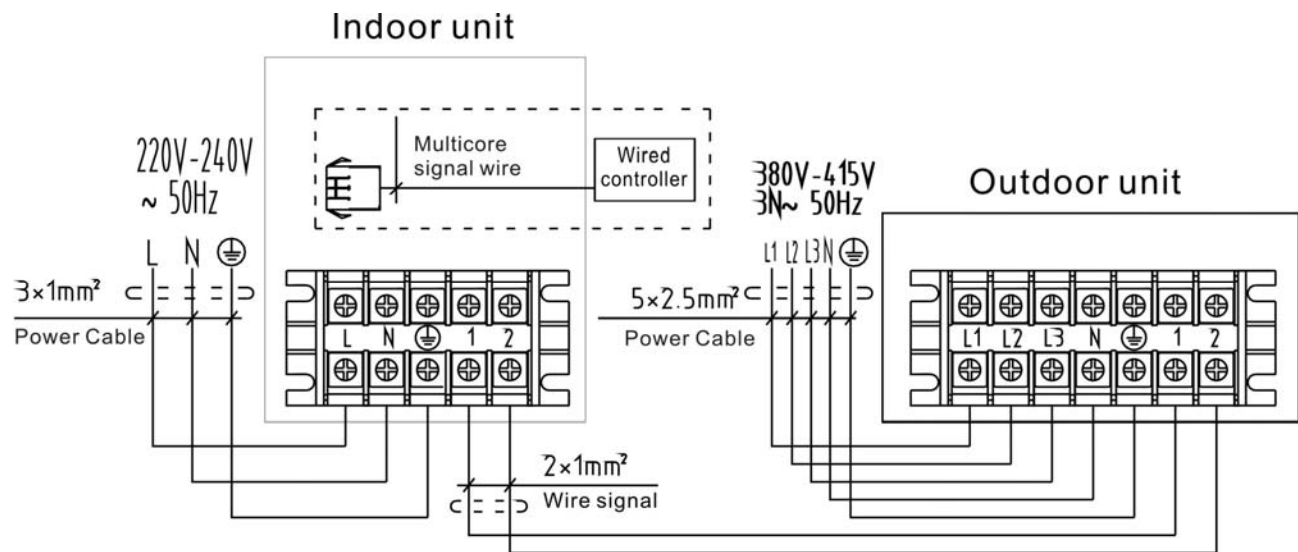 Indoor unit
Multicore
signal wire
Wired
controller
220V-240V
~ 50Hz
L N
3×1mm²
Power Cable
L N 1 2
2×1mm²
Wire signal
380V-415V
3N~ 50Hz
L1 L2 L3 N
5×2.5mm²
Power Cable
Outdoor unit
L1 L2 L3 N 1 2